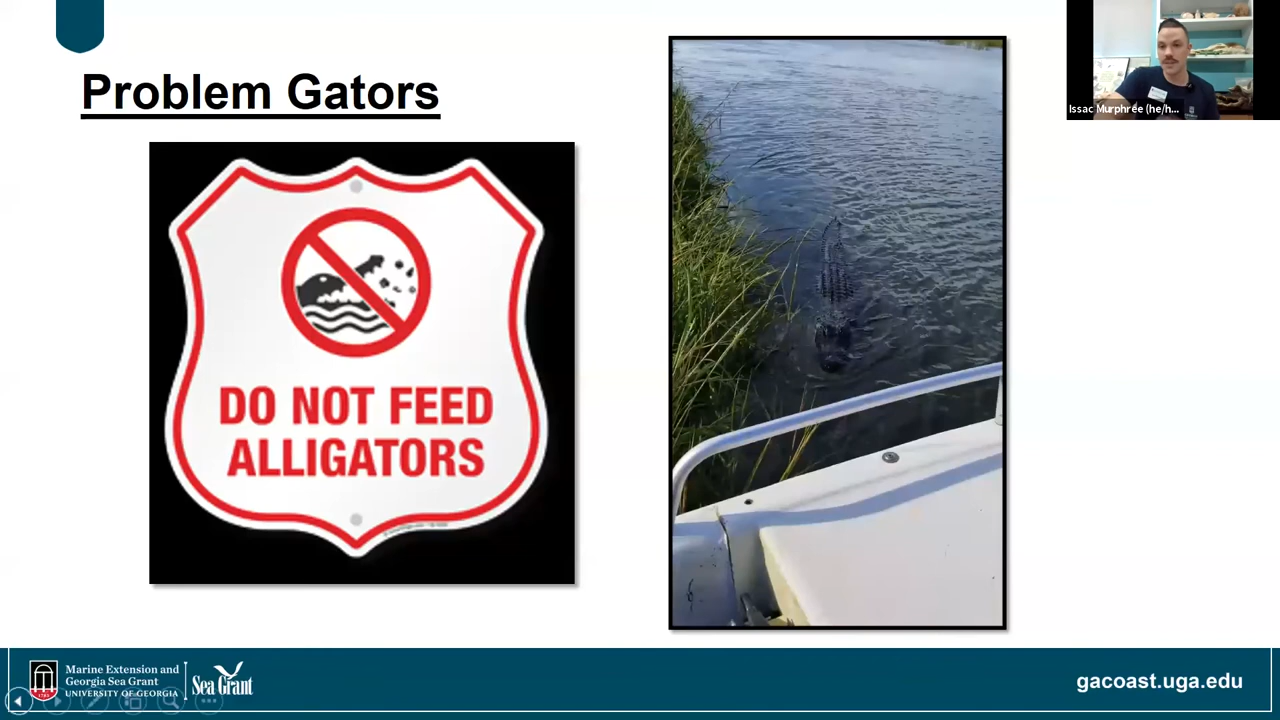 Problem Gators
Issac Murphree (he/h...
DO NOT FEED
ALLIGATORS
Marine Extension and
Georgia Sea Grant
UNIVERSITY OF GEORGIA
1785
Sea Grant
gacoast.uga.edu